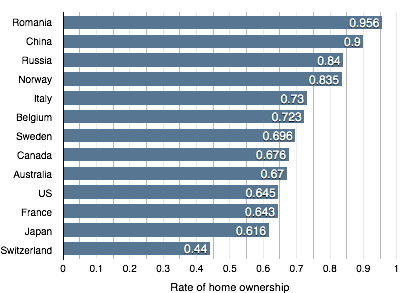 Romania 0.956
China 0.9
Russia 0.84
Norway 0.835
Italy 0.73
Belgium 0.723
Sweden 0.696
Canada 0.676
Australia 0.67
US 0.645
France 0.643
Japan 0.616
Switzerland 0.44
0 0.1 0.2 0.3 0.4 0.5 0.6 0.7 0.8 0.9 1
Rate of home ownership